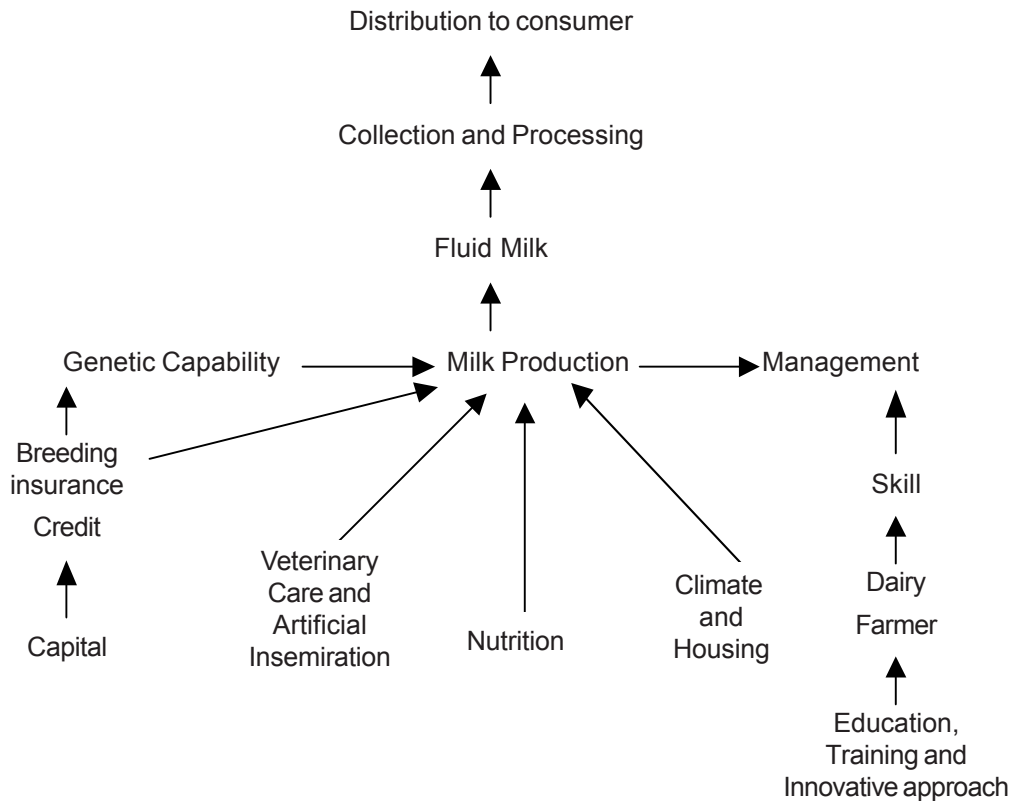 Distribution to consumer
Collection and Processing
Fluid Milk
Genetic Capability
Milk Production
Management
Breeding
insurance
Credit
Capital
Veterinary
Care and
Artificial
Insemiration
Nutrition
Climate
and
Housing
Skill
Dairy
Farmer
Education,
Training and
Innovative approach